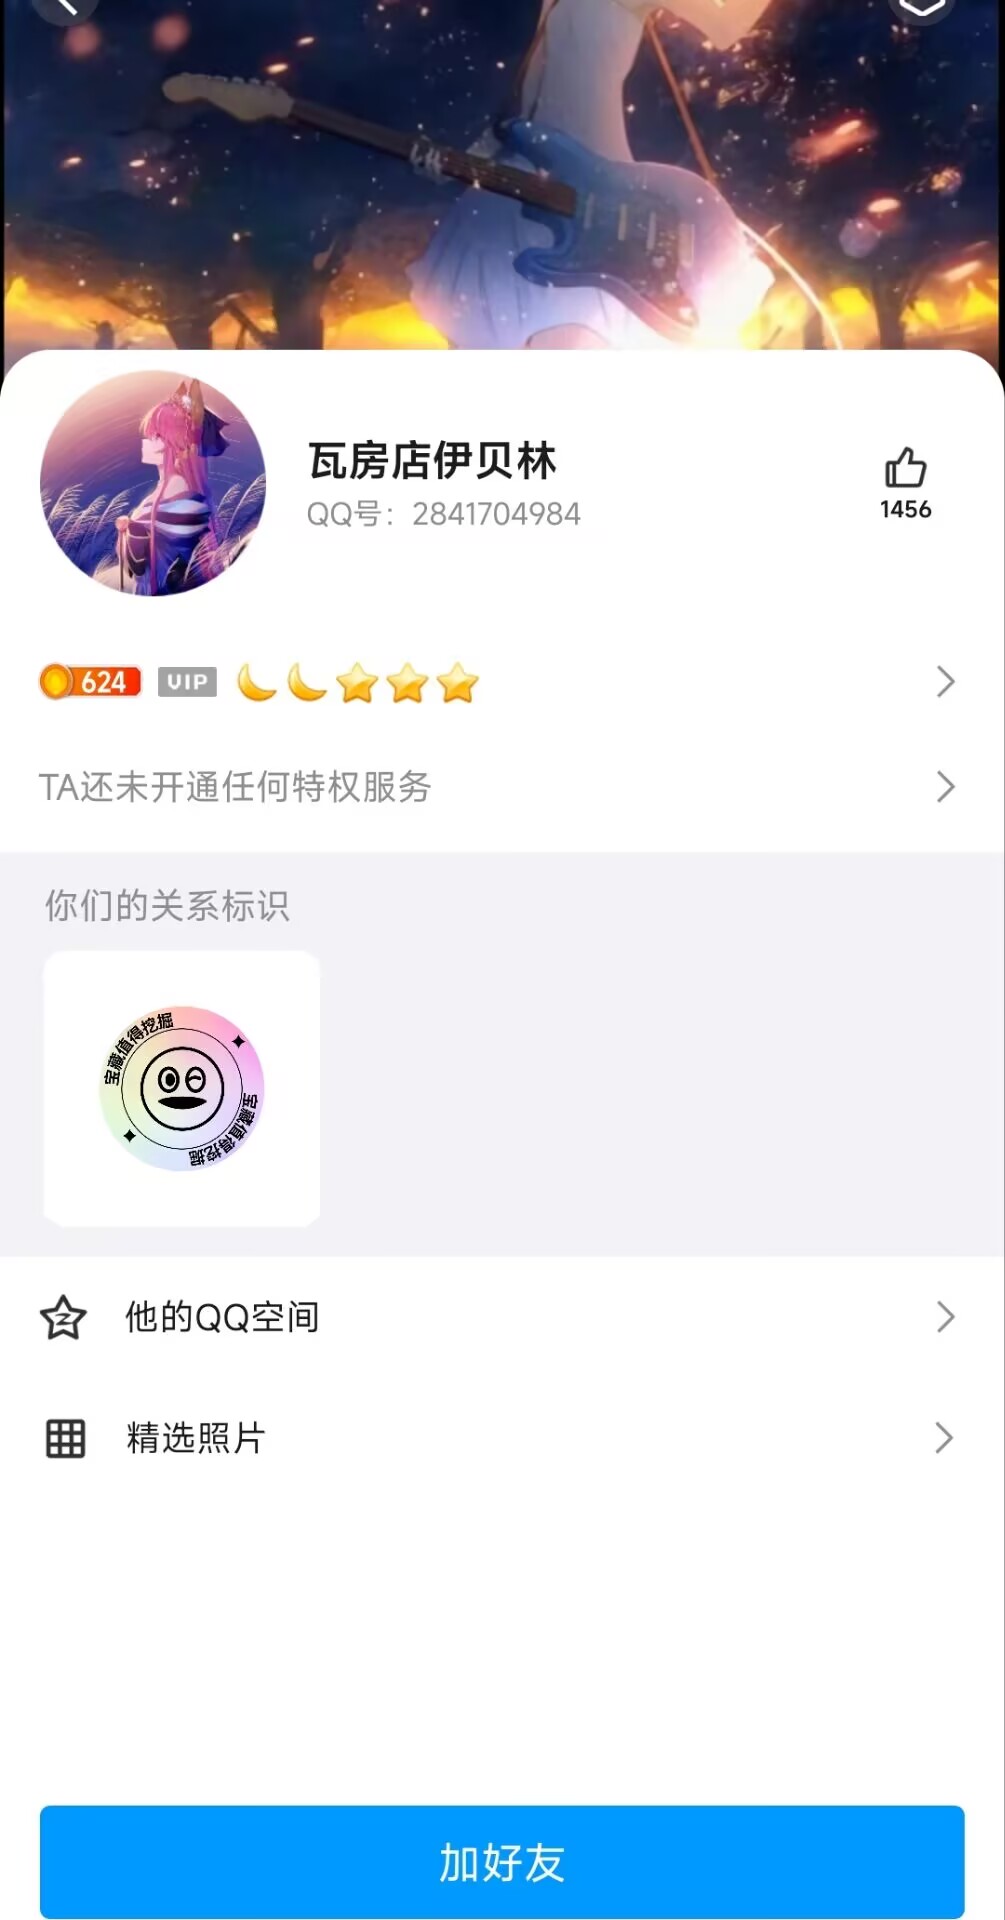 瓦房店伊贝林
QQ号：2841704984
1456
624
VIP
TA还未开通任何特权服务
你们的关系标识
宝藏值得挖掘
宝藏值得挖掘
他的QQ空间
精选照片
加好友